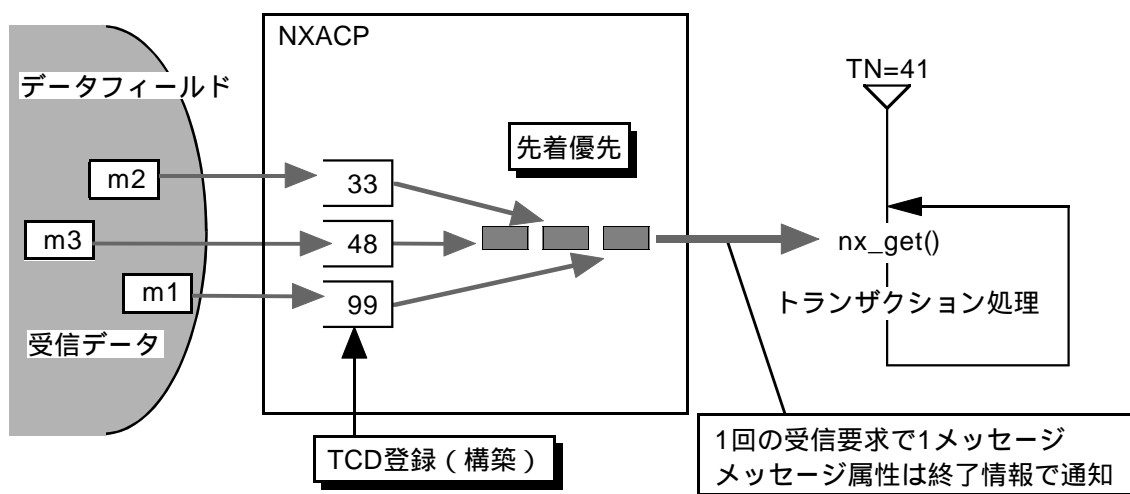 NXACP
データフィールド
TN=41
先着優先
m2
33
m3
48
nx_get()
m1
99
トランザクション処理
受信データ
TCD登録（構築）
1回の受信要求で1メッセージ
メッセージ属性は終了情報で通知